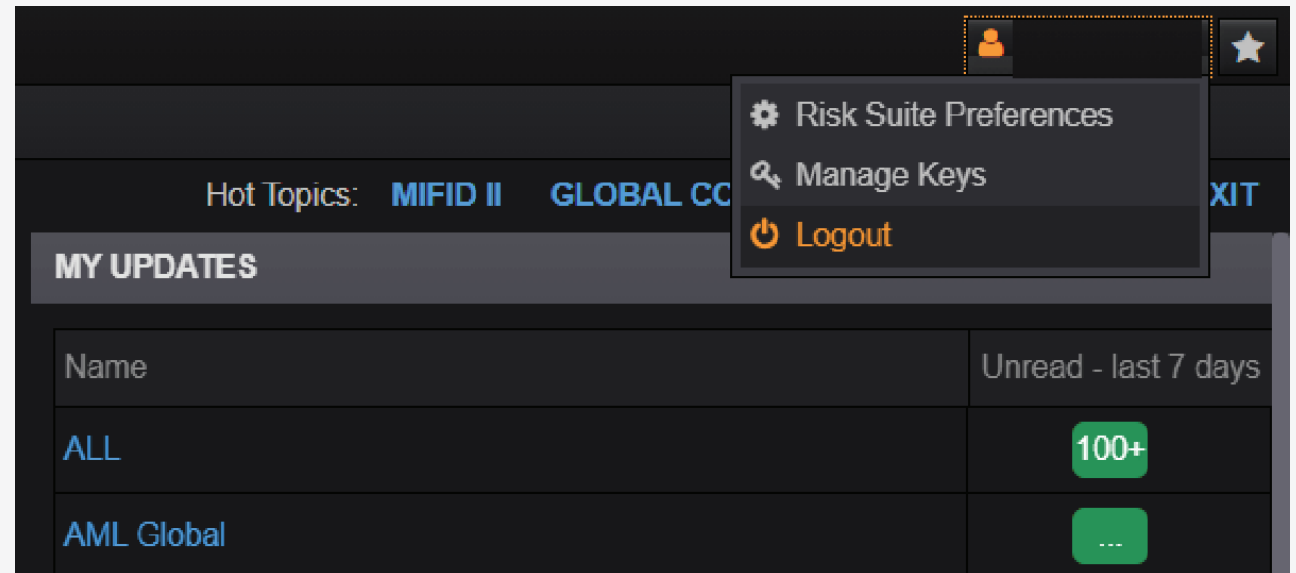 Risk Suite Preferences
Manage Keys
Logout
Hot Topics: MIFID II GLOBAL CO XIT
MY UPDATES
Name Unread - last 7 days
ALL 100+
AML Global ...